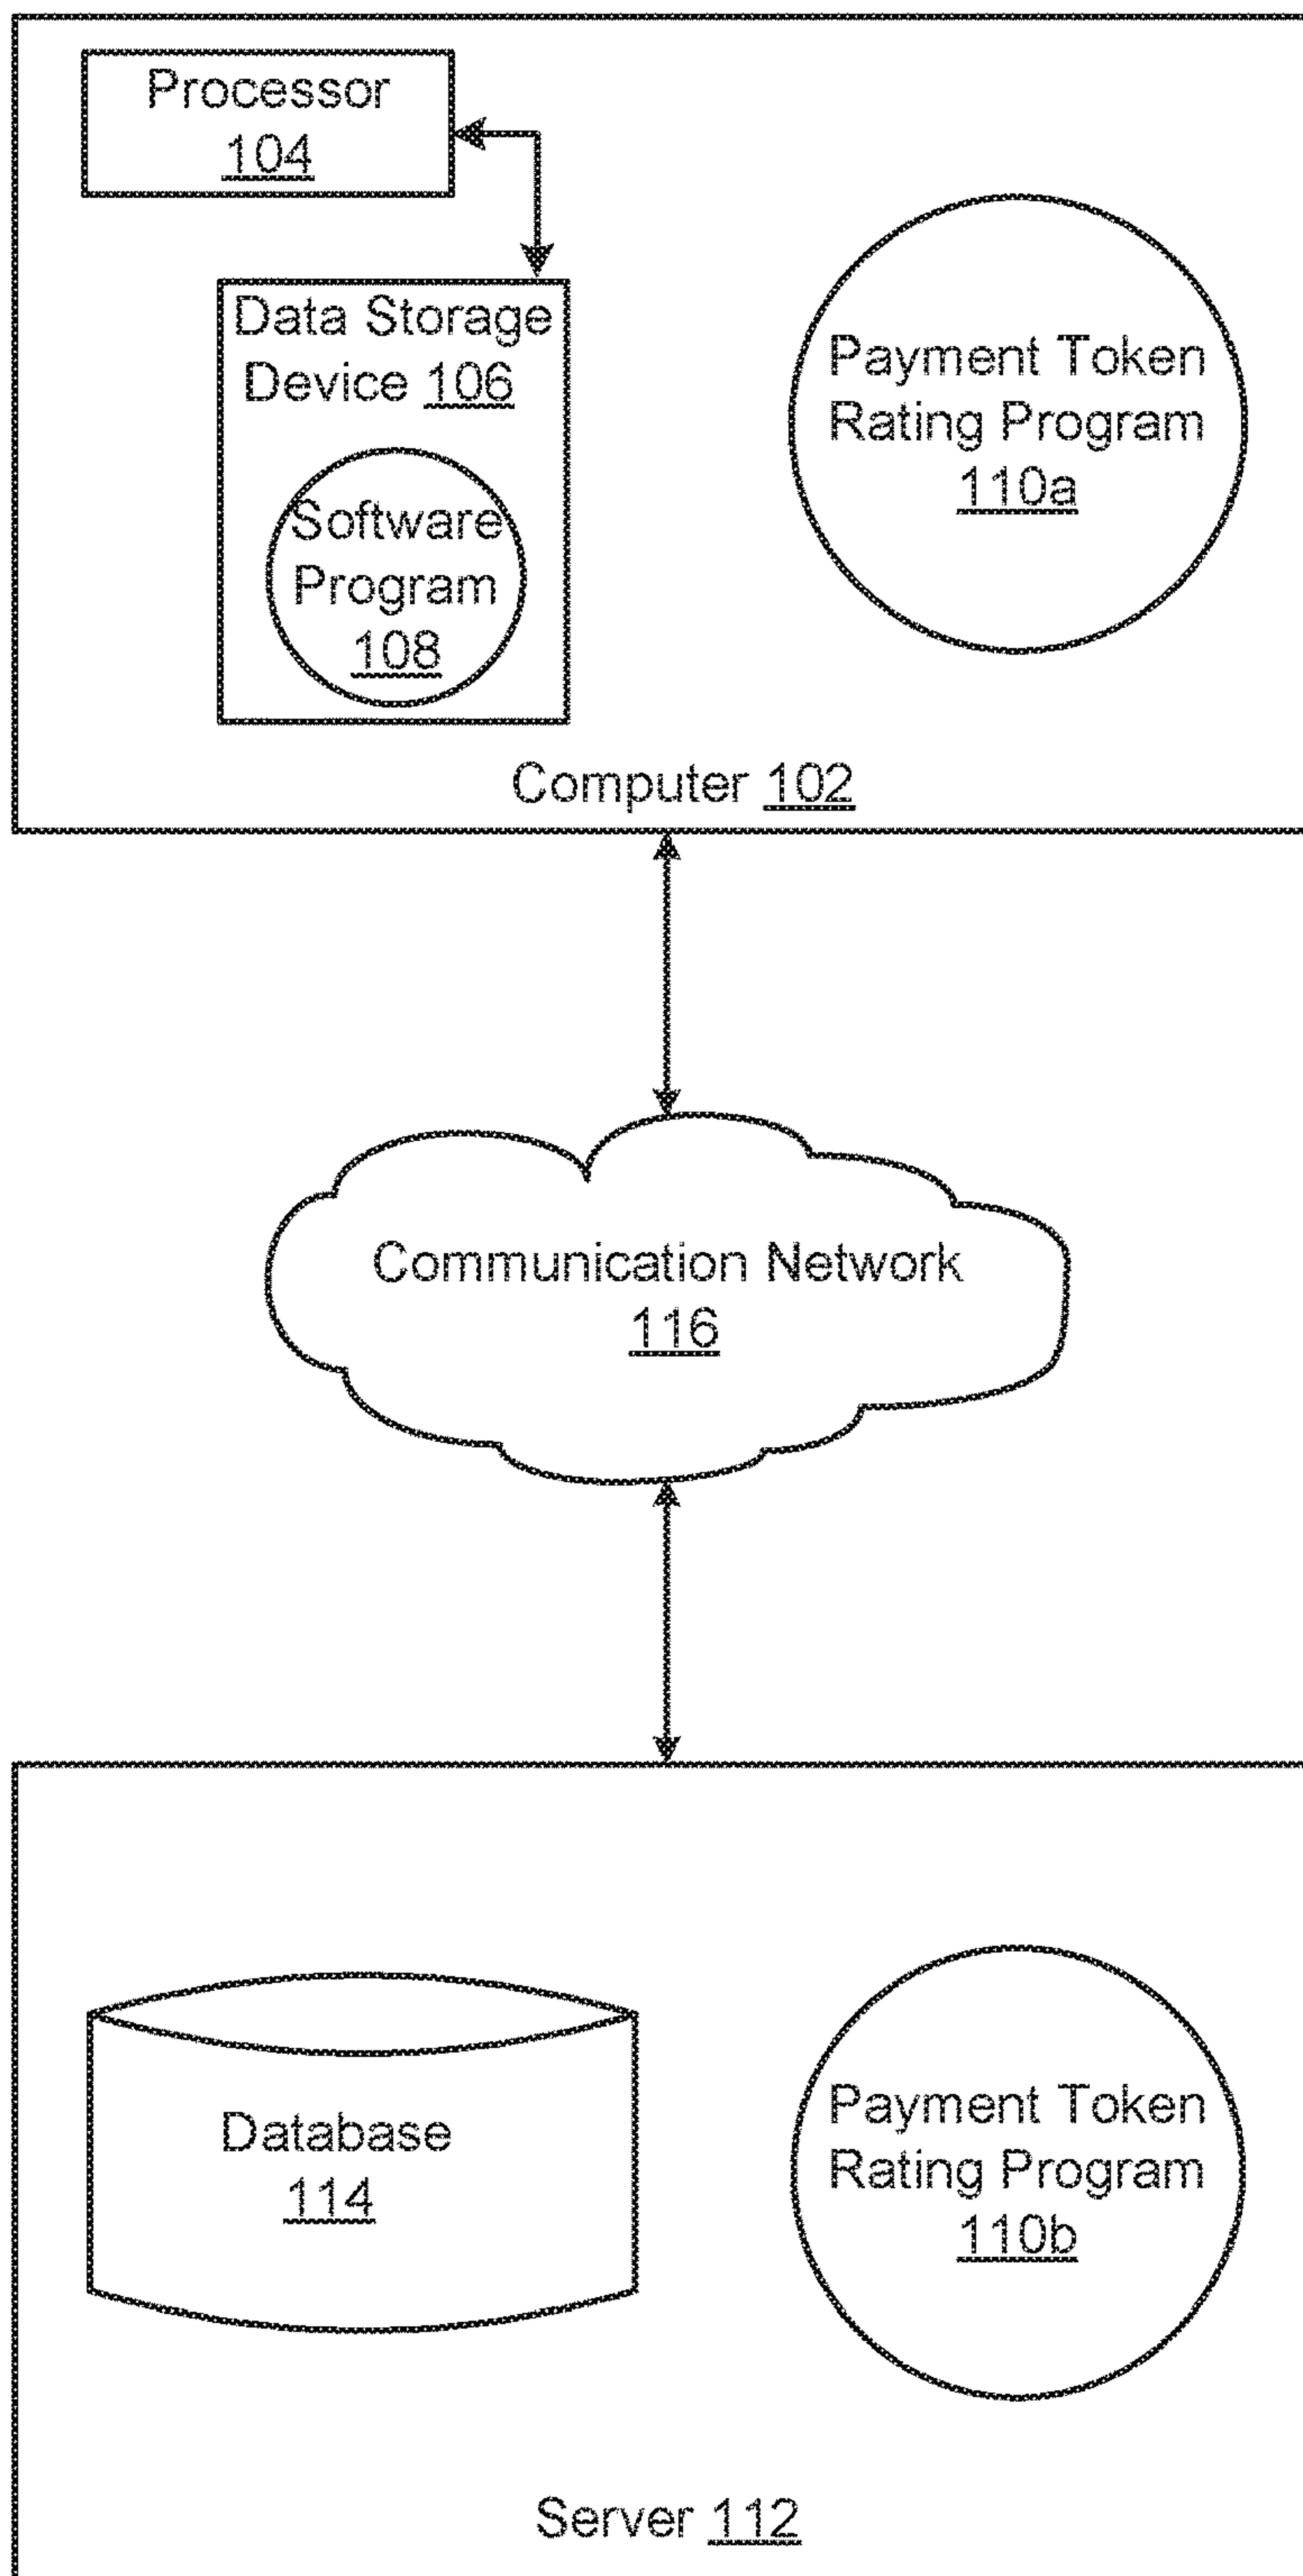 Processor
104
Data Storage
Device 106
Software
Program
108
Payment Token
Rating Program
110a
Computer 102
Communication Network
116
Database
114
Payment Token
Rating Program
110b
Server 112